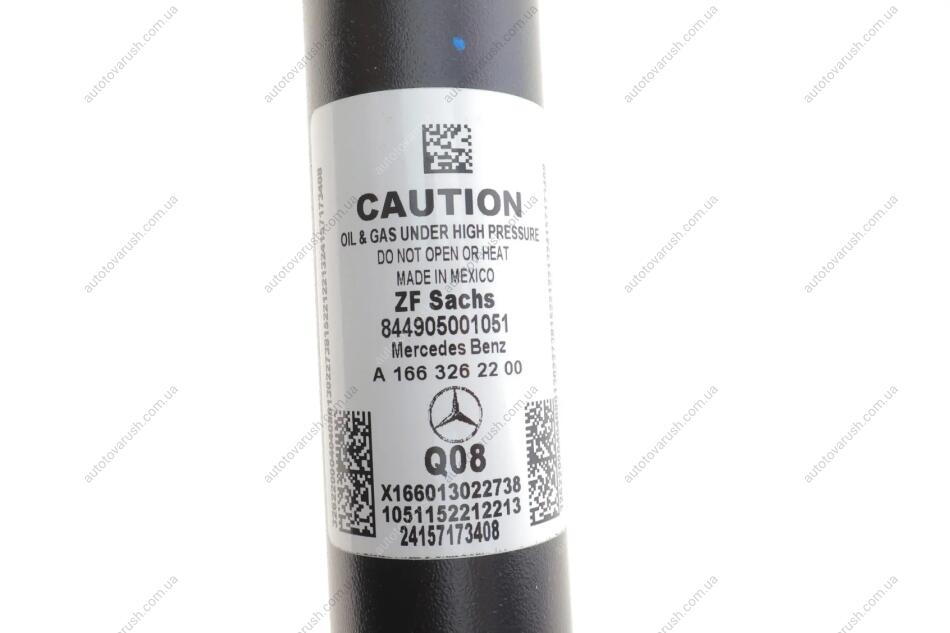 CAUTION
OIL & GAS UNDER HIGH PRESSURE
DO NOT OPEN OR HEAT
MADE IN MEXICO
ZF Sachs
844905001051
Mercedes Benz
A 166 326 22 00
Q08
X166013022738
1051152212213
24157173408
autotovarush.com.ua